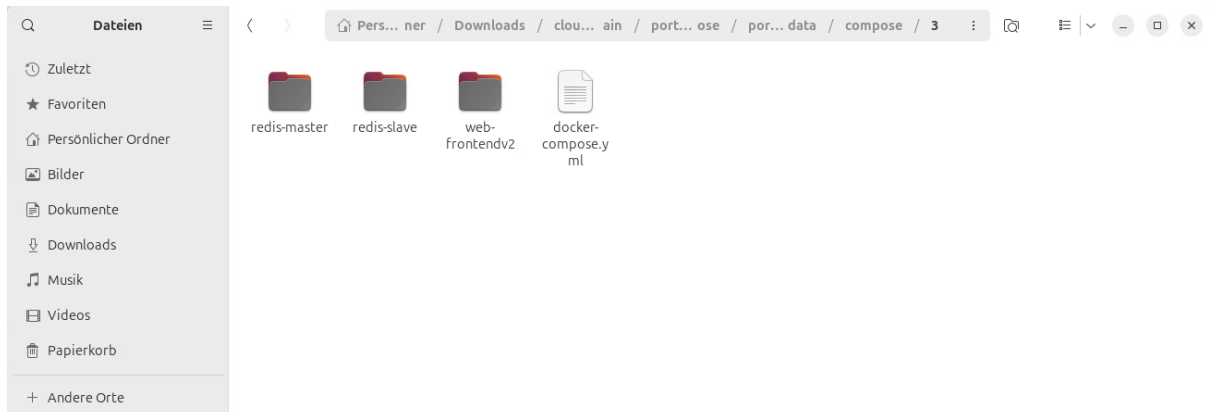 Dateien
Pers... ner / Downloads / clou... ain / port... ose / por... data / compose / 3
Zuletzt
Favoriten
Persönlicher Ordner
Bilder
Dokumente
Downloads
Musik
Videos
Papierkorb
Andere Orte
redis-master
redis-slave
web-
frontendv2
docker-
compose.y
ml